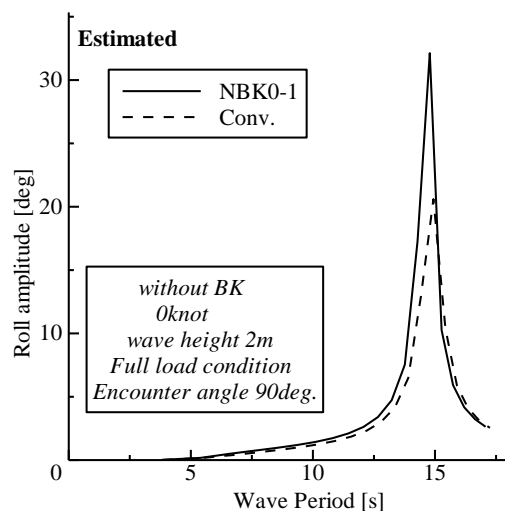 Estimated
NBK0-1
Conv.
30
20
10
0
Roll amplitude [deg]
without BK
0knot
wave height 2m
Full load condition
Encounter angle 90deg.
0 5 10 15
Wave Period [s]